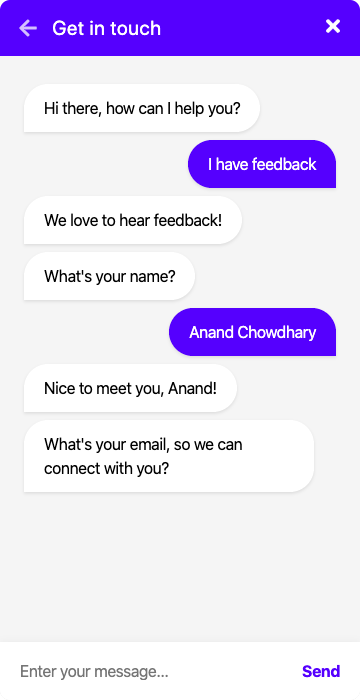 Get in touch
Hi there, how can I help you?
I have feedback
We love to hear feedback!
What's your name?
Anand Chowdhary
Nice to meet you, Anand!
What's your email, so we can
connect with you?
Enter your message...
Send